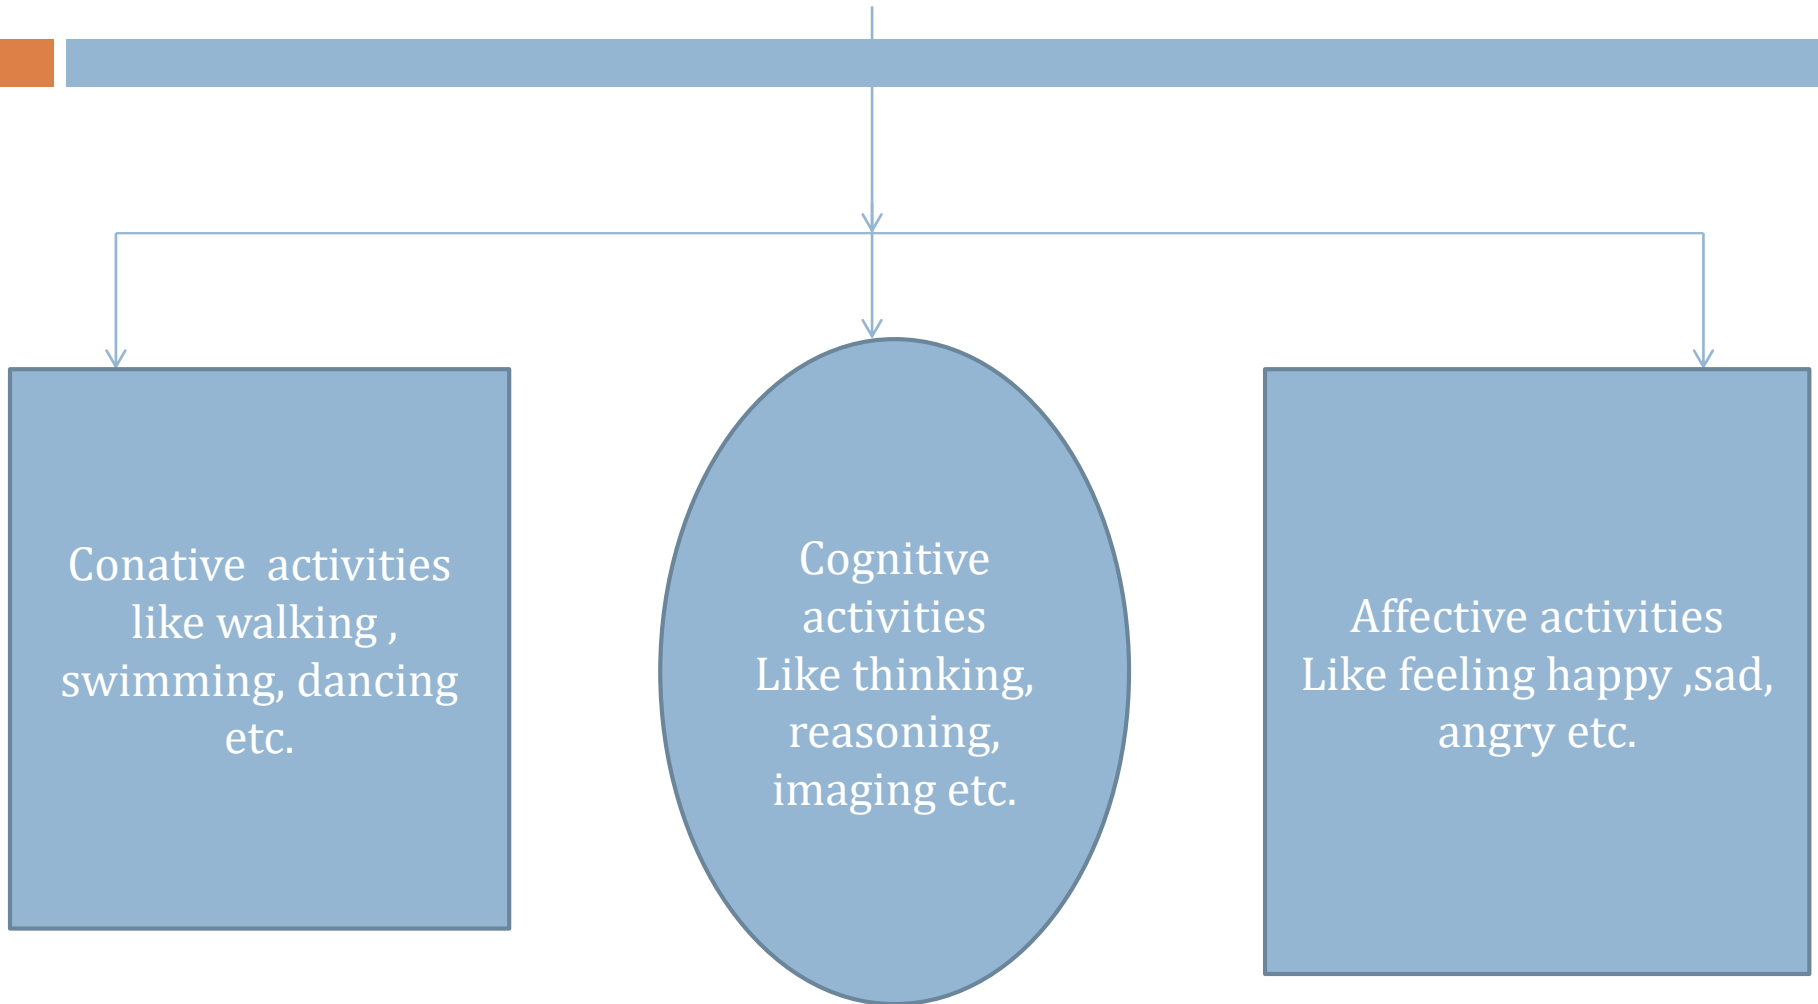 Conative  activities
like walking ,
swimming, dancing
etc.
Cognitive
activities
Like thinking,
reasoning,
imaging etc.
Affective activities
Like feeling happy ,sad,
angry etc.